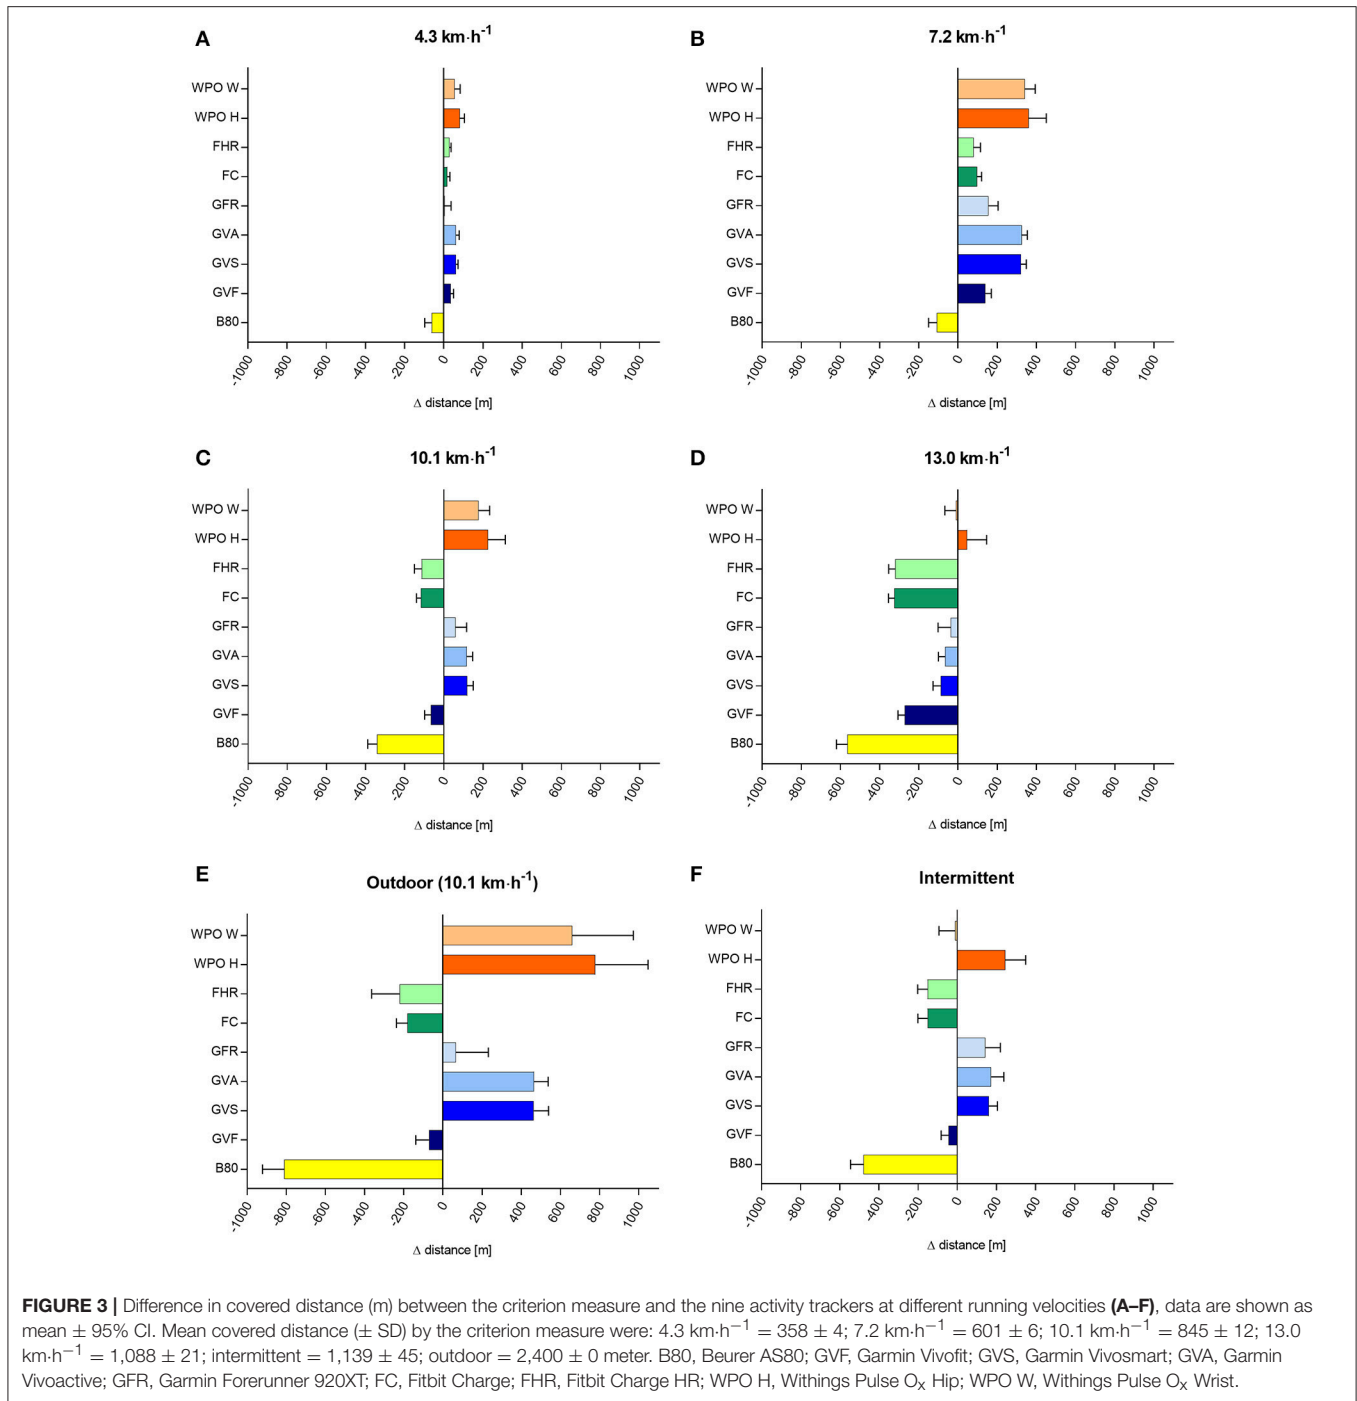 A
4.3 km·h-1
WPO W
WPO H
FHR
FC
GFR
GVA
GVS
GVF
B80
-1000 -800 -600 -400 -200 0 200 400 600 800 1000
Δ distance [m]
B
7.2 km·h-1
WPO W
WPO H
FHR
FC
GFR
GVA
GVS
GVF
B80
-1000 -800 -600 -400 -200 0 200 400 600 800 1000
Δ distance [m]
C
10.1 km·h-1
WPO W
WPO H
FHR
FC
GFR
GVA
GVS
GVF
B80
-1000 -800 -600 -400 -200 0 200 400 600 800 1000
Δ distance [m]
D
13.0 km·h-1
WPO W
WPO H
FHR
FC
GFR
GVA
GVS
GVF
B80
-1000 -800 -600 -400 -200 0 200 400 600 800 1000
Δ distance [m]
E
Outdoor (10.1 km·h-1)
WPO W
WPO H
FHR
FC
GFR
GVA
GVS
GVF
B80
-1000 -800 -600 -400 -200 0 200 400 600 800 1000
Δ distance [m]
F
Intermittent
WPO W
WPO H
FHR
FC
GFR
GVA
GVS
GVF
B80
-1000 -800 -600 -400 -200 0 200 400 600 800 1000
Δ distance [m]
FIGURE 3 | Difference in covered distance (m) between the criterion measure and the nine activity trackers at different running velocities (A–F), data are shown as
mean ± 95% CI. Mean covered distance (± SD) by the criterion measure were: 4.3 km·h−1 = 358 ± 4; 7.2 km·h−1 = 601 ± 6; 10.1 km·h−1 = 845 ± 12; 13.0
km·h−1 = 1,088 ± 21; intermittent = 1,139 ± 45; outdoor = 2,400 ± 0 meter. B80, Beurer AS80; GVF, Garmin Vivofit; GVS, Garmin Vivosmart; GVA, Garmin
Vivoactive; GFR, Garmin Forerunner 920XT; FC, Fitbit Charge; FHR, Fitbit Charge HR; WPO H, Withings Pulse Ox Hip; WPO W, Withings Pulse Ox Wrist.